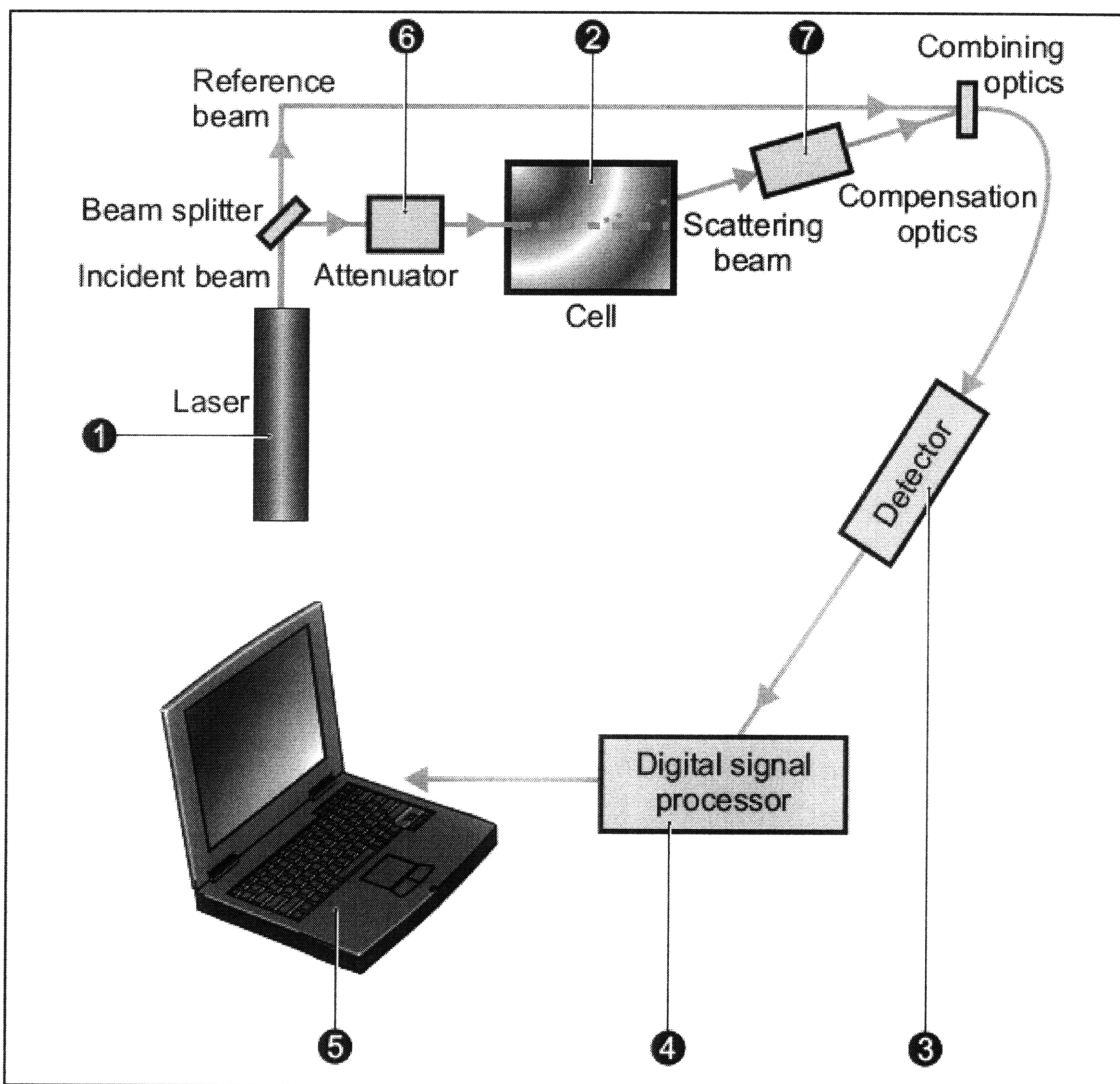 6
2
7
Combining
optics
Reference
beam
Beam splitter
Incident beam
Attenuator
Cell
Scattering
beam
Compensation
optics
Laser
1
Detector
3
Digital signal
processor
5
4